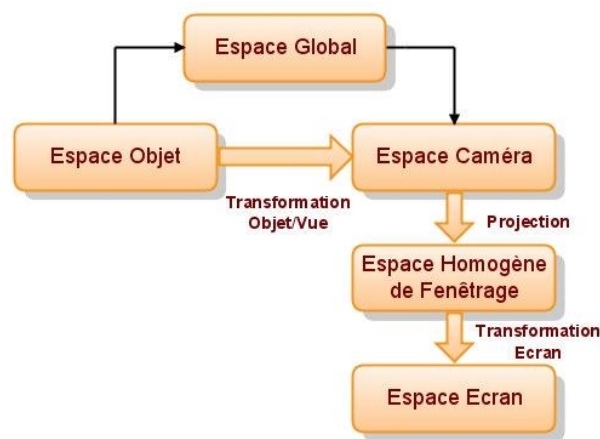 Espace Global
Espace Objet
Espace Caméra
Transformation
Objet/Vue
Projection
Espace Homogène
de Fenêtrage
Transformation
Ecran
Espace Ecran